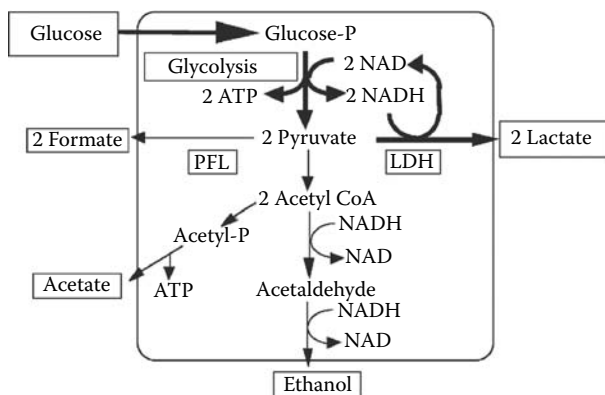 Glucose
Glucose-P
Glycolysis
2 NAD
2 ATP
2 NADH
2 Formate
2 Pyruvate
2 Lactate
PFL
LDH
2 Acetyl CoA
Acetyl-P
NADH
NAD
Acetate
ATP
Acetaldehyde
NADH
NAD
Ethanol